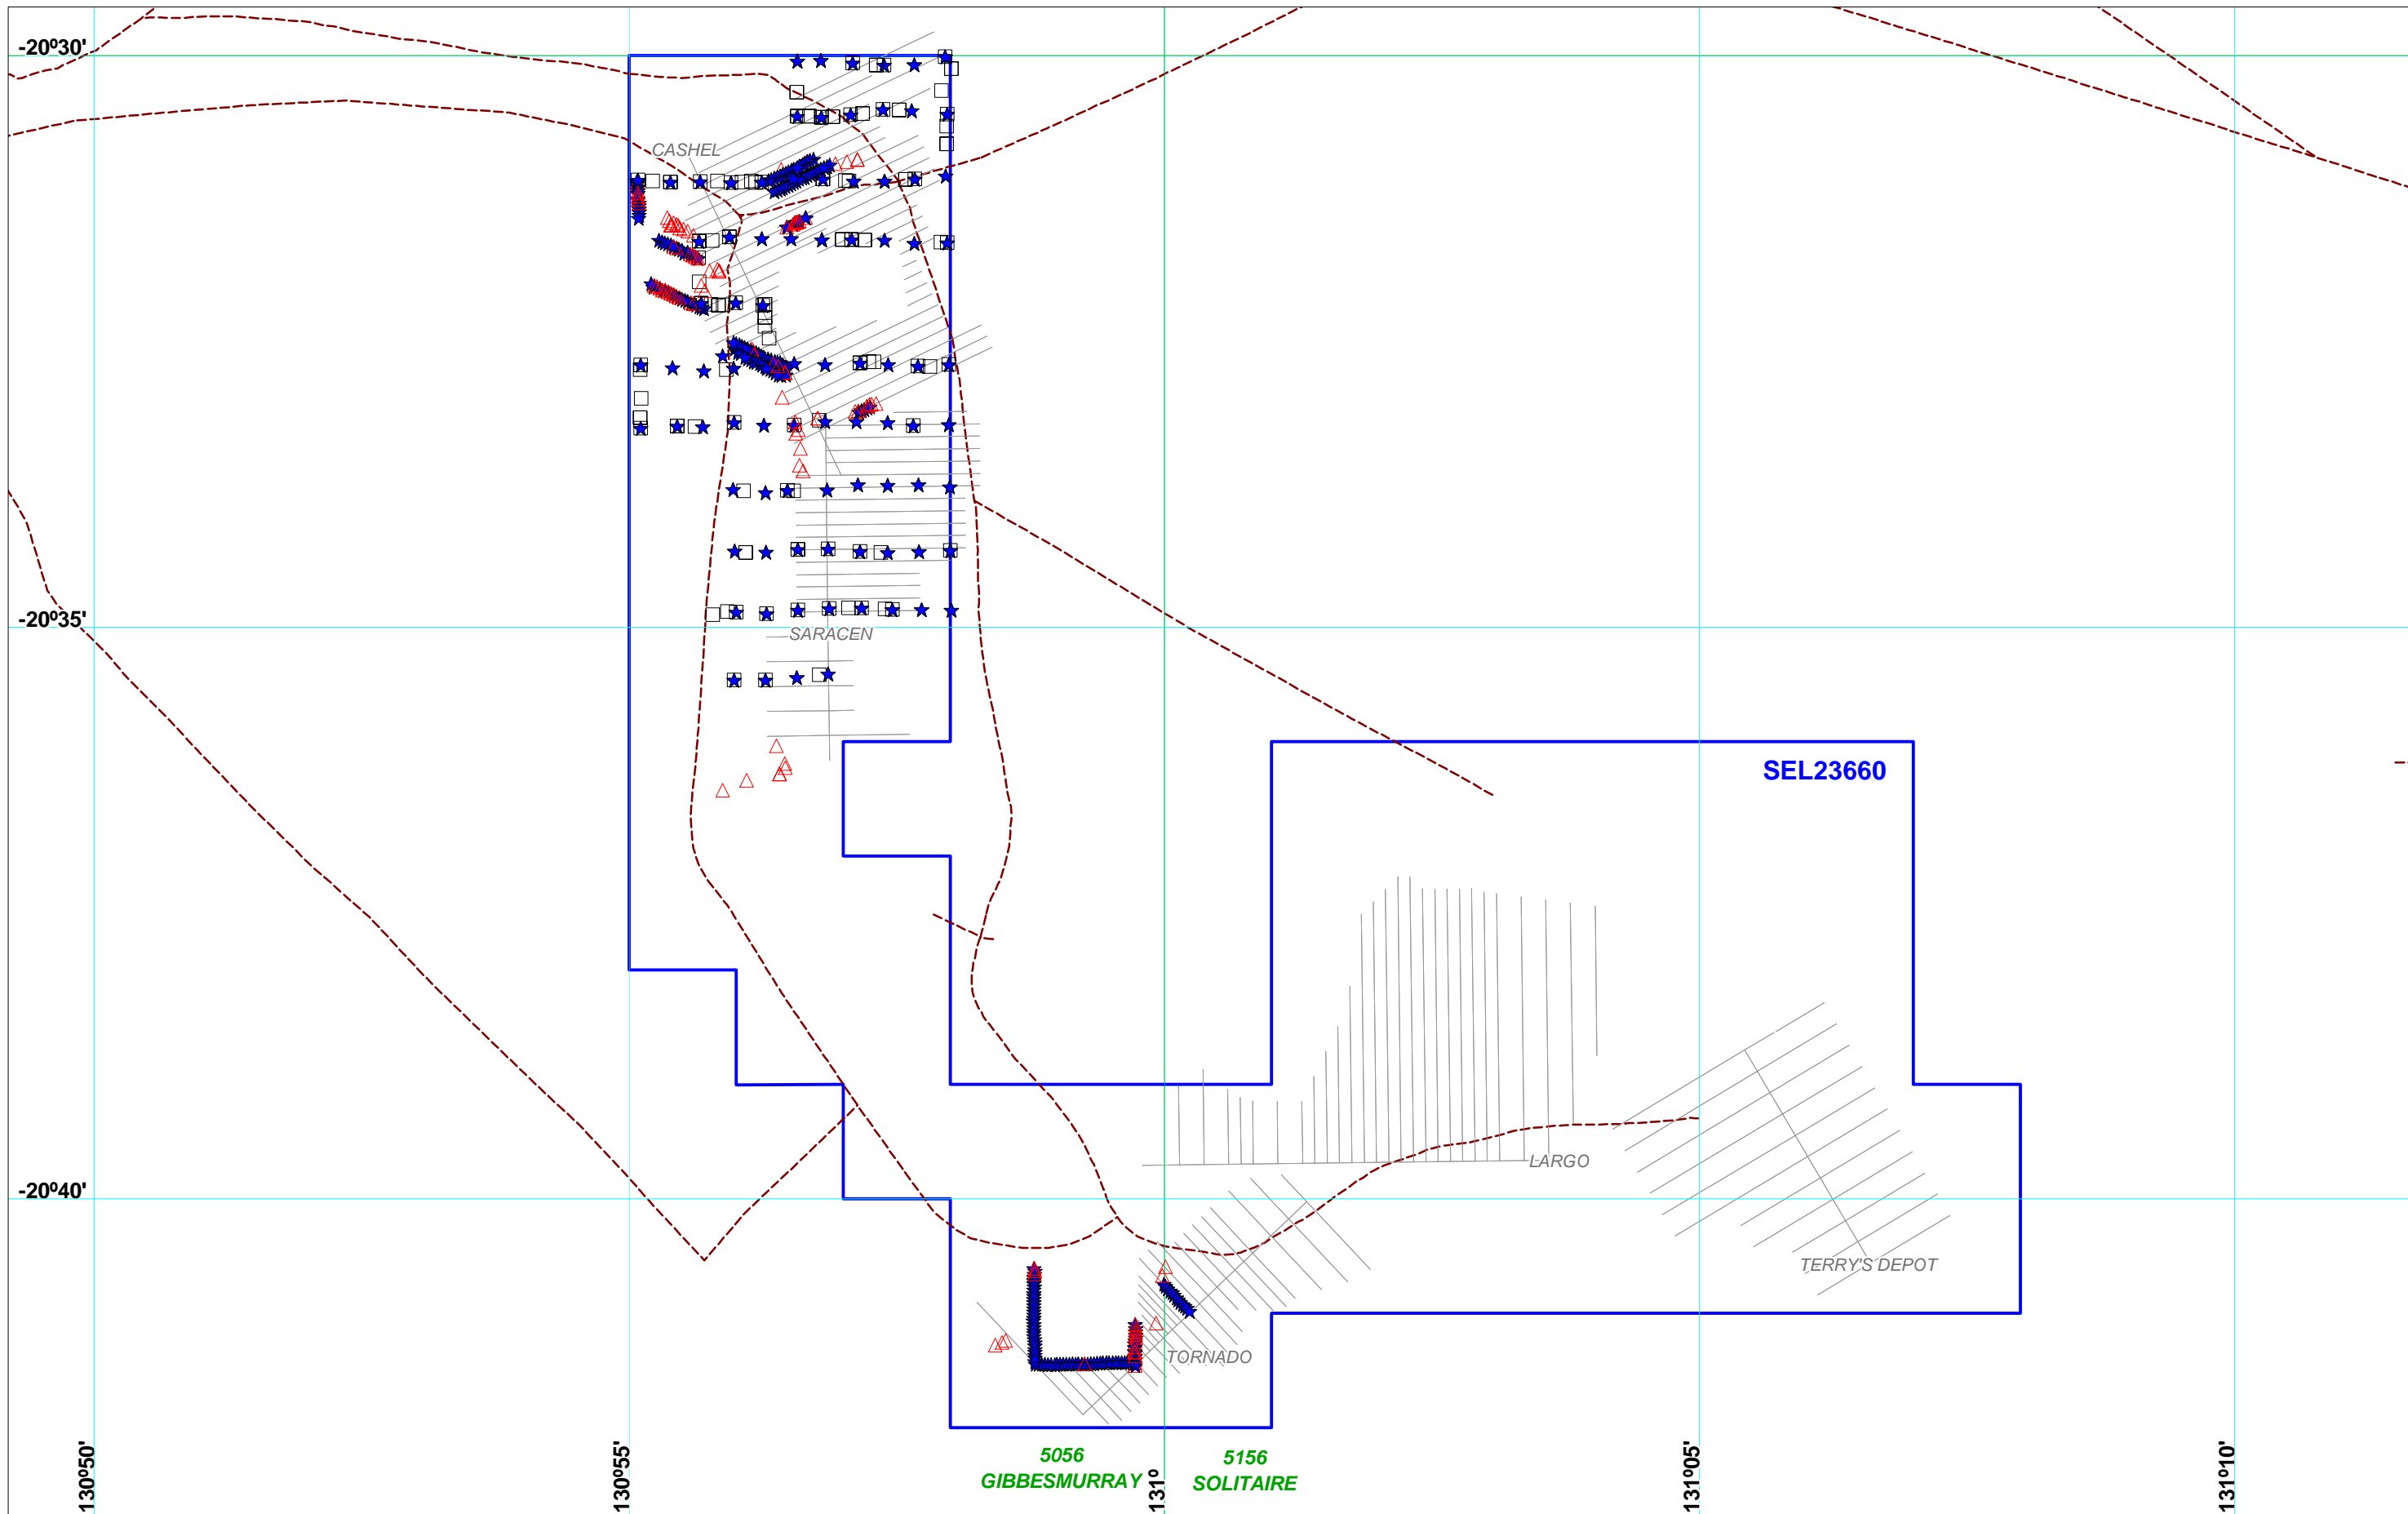 -20º30'
CASHEL
-20º35'
SARACEN
SEL23660
LARGO
-20º40'
TERRY'S DEPOT
TORNADO
5056
GIBBESMURRAY
5156
SOLITAIRE
130º50'
130º55'
131º
131º05'
131º10'